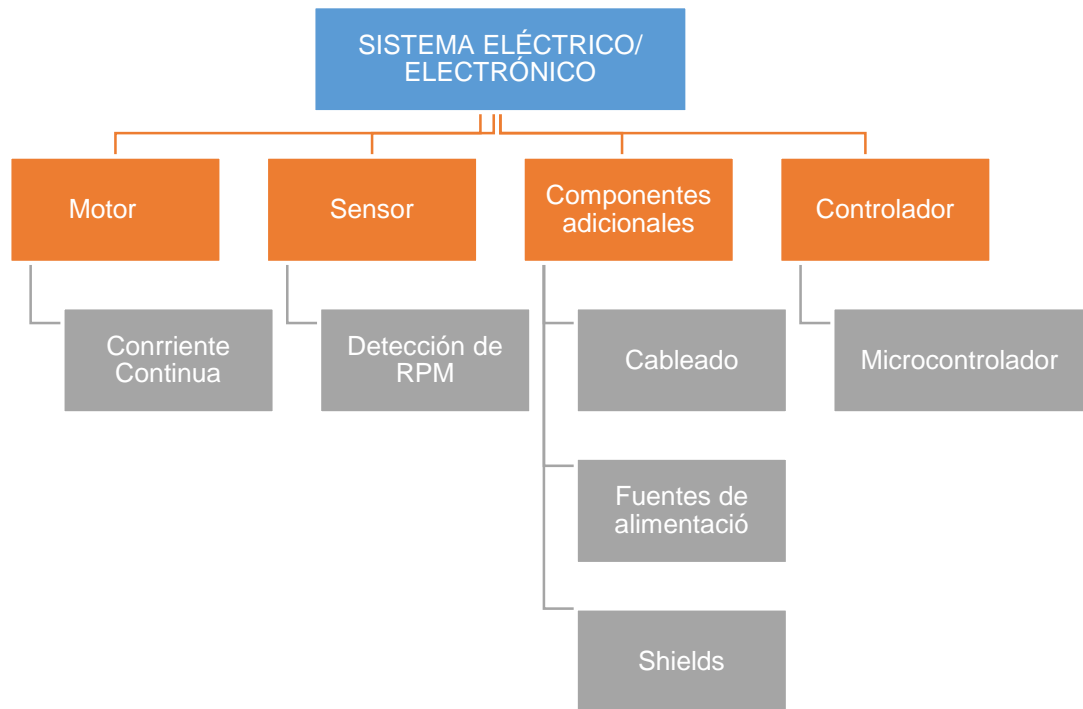 SISTEMA ELÉCTRICO/
ELECTRÓNICO
Motor
Sensor
Componentes
adicionales
Controlador
Conrriente
Continua
Detección de
RPM
Cableado
Microcontrolador
Fuentes de
alimentació
Shields